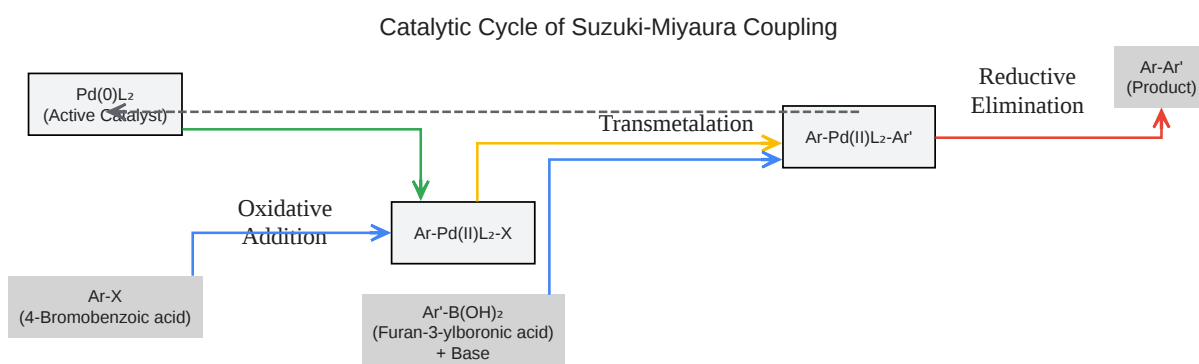 Catalytic Cycle of Suzuki-Miyaura Coupling
Pd(0)L₂
(Active Catalyst)
Transmetalation
Reductive
Elimination
Ar-Ar'
(Product)
Ar-Pd(II)L₂-Ar'
Oxidative
Addition
Ar-Pd(II)L₂-X
Ar-X
(4-Bromobenzoic acid)
Ar'-B(OH)₂
(Furan-3-ylboronic acid)
+ Base